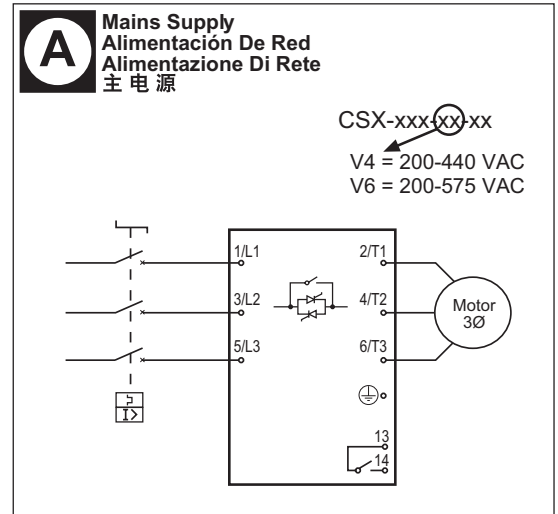 A
Mains Supply
Alimentación De Red
Alimentazione Di Rete
主电源
CSX-xxx-xx-xx
V4 = 200-440 VAC
V6 = 200-575 VAC
1/L1
2/T1
3/L2
4/T2
Motor
3Ø
5/L3
6/T3
I>
13
14